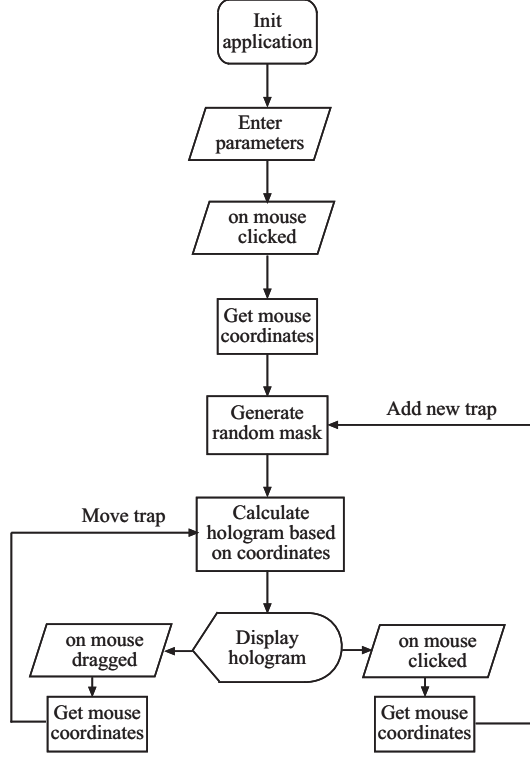 Init
application
Enter
parameters
on mouse
clicked
Get mouse
coordinates
Generate
random mask
Add new trap
Calculate
hologram based
on coordinates
Move trap
Display
hologram
on mouse
dragged
on mouse
clicked
Get mouse
coordinates
Get mouse
coordinates